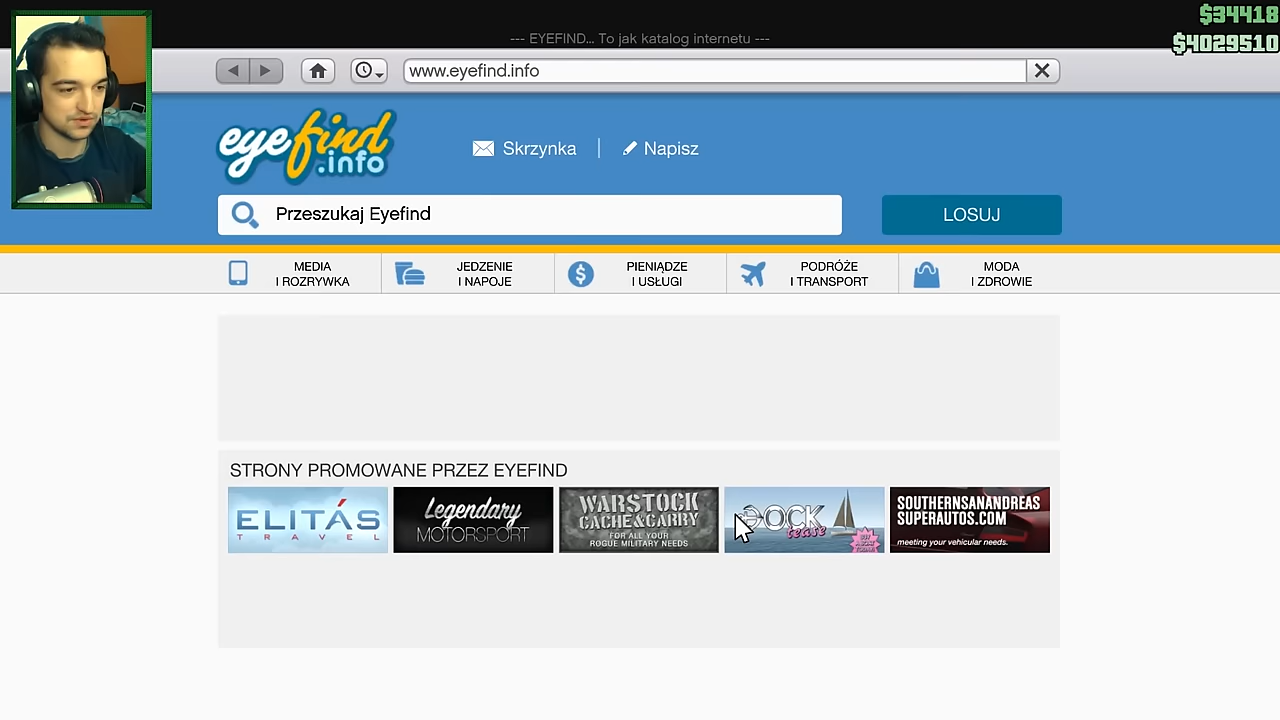 $34418
--- EYEFIND... To jak katalog internetu ---
$4029510
www.eyefind.info
eyefind
.info
Skrzynka
Napisz
Przeszukaj Eyefind
LOSUJ
MEDIA
I ROZRYWKA
JEDZENIE
I NAPOJE
PIENIĄDZE
I USŁUGI
PODRÓŻE
I TRANSPORT
MODA
I ZDROWIE
STRONY PROMOWANE PRZEZ EYEFIND
ELITÁS
TRAVEL
Legendary
MOTORSPORT
WARSTOCK
CACHE&CARRY
FOR ALL YOUR
ROGUE MILITARY NEEDS
DOCK
tease
SOUTHERNSANANDREAS
SUPERAUTOS.COM
meeting your vehicular needs.